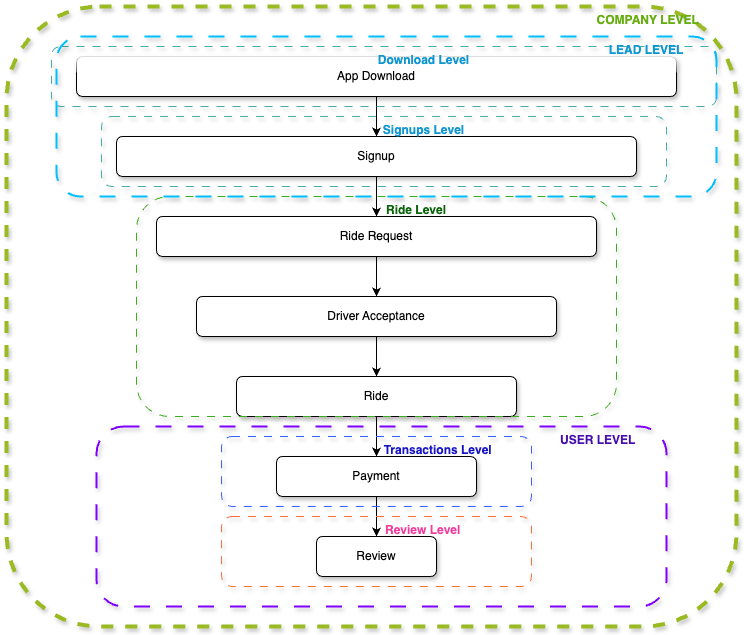 COMPANY LEVEL
LEAD LEVEL
Download Level
App Download
Signups Level
Signup
Ride Level
Ride Request
Driver Acceptance
Ride
USER LEVEL
Transactions Level
Payment
Review Level
Review